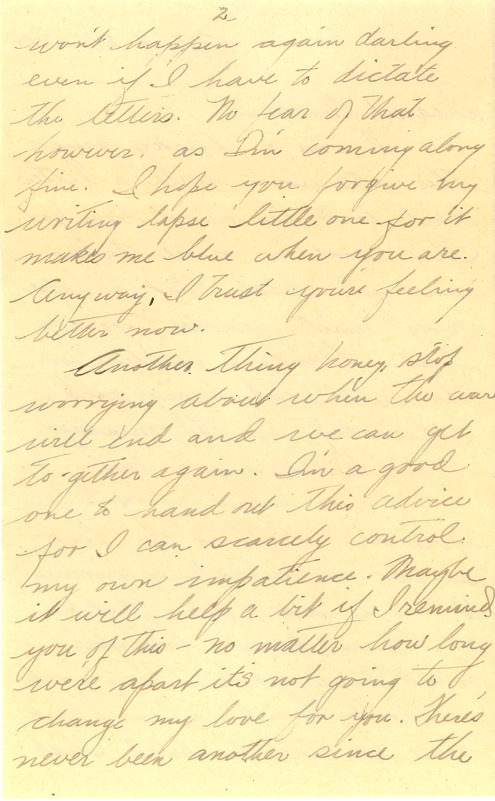 2
won't happen again darling
even if I have to dictate
the letters. No fear of that
however. as I'm coming along
fine. I hope you forgive my
writing lapse little one for it
makes me blue when you are.
Anyway, I trust you're feeling
better now.
Another thing honey, stop
worrying about when the war
will end and we can get
to-gether again. I'm a good
one to hand out this advice
for I can scarcely control
my own impatience. Maybe
it will help a bit if I remind
you of this - no matter how long
we're apart it's not going to
change my love for you. There's
never been another since the